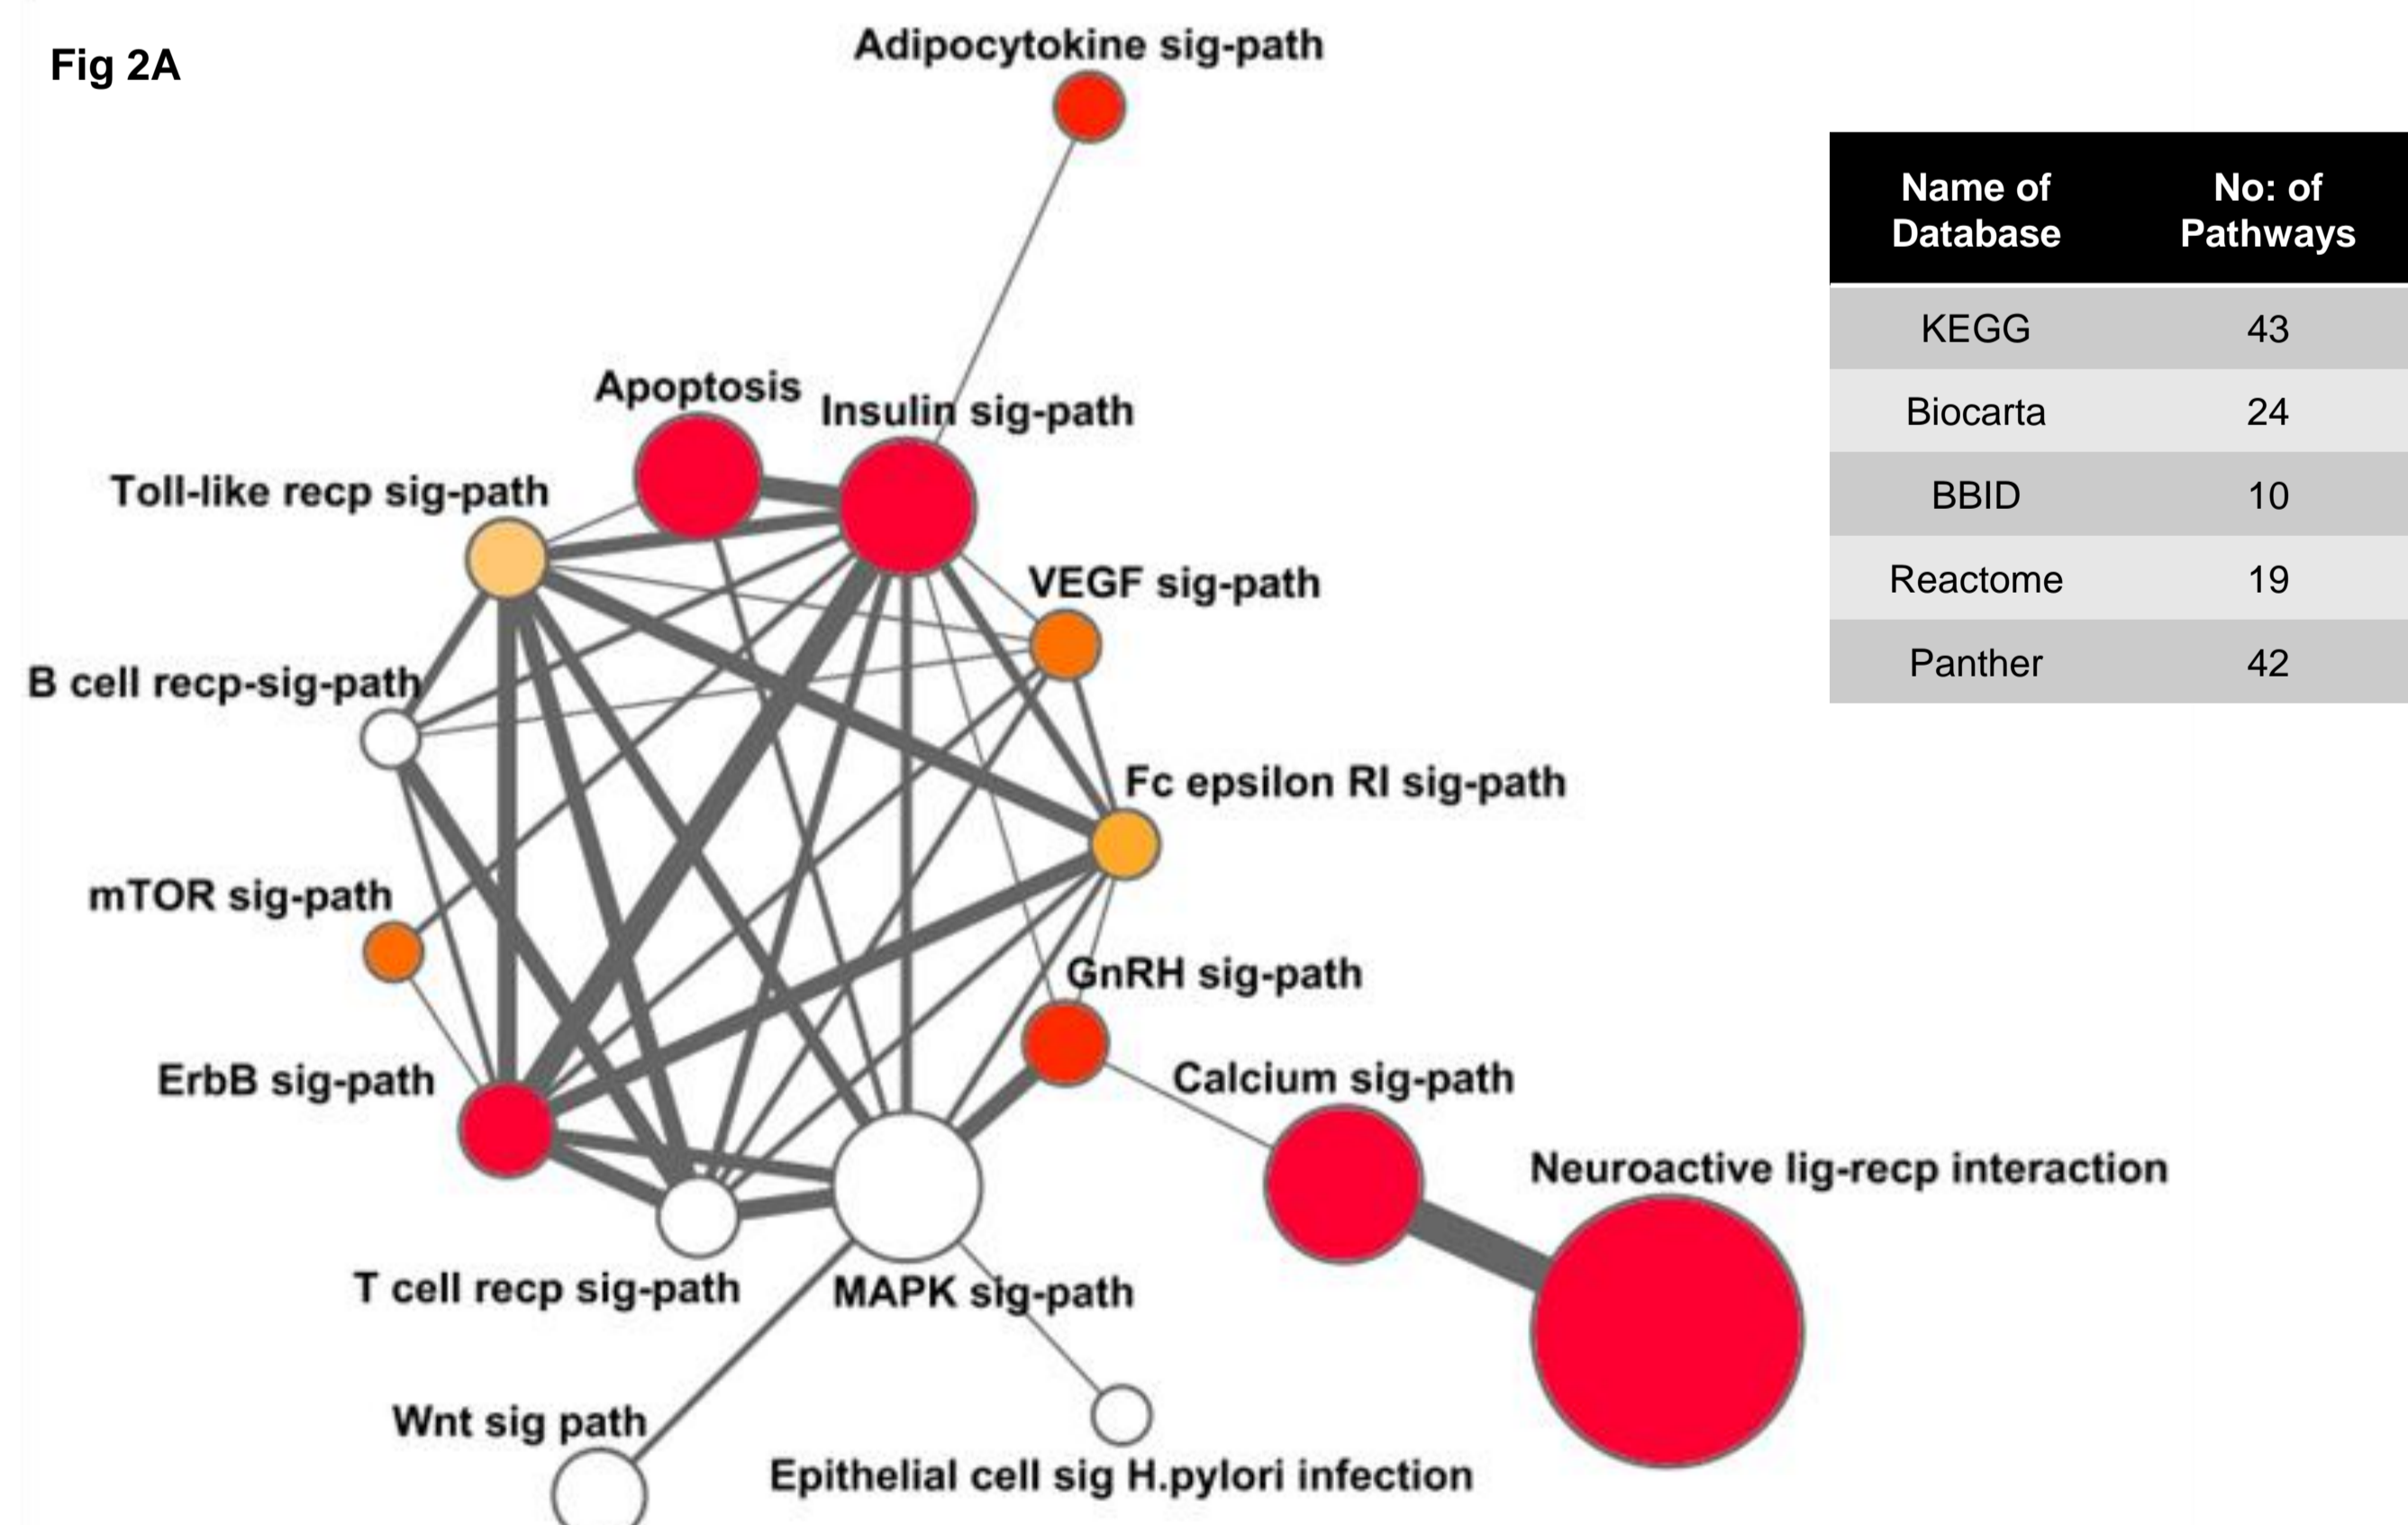 Fig 2A
Adipocytokine sig-path
Apoptosis
Insulin sig-path
Toll-like recp sig-path
VEGF sig-path
B cell recp-sig-path
Fc epsilon RI sig-path
mTOR sig-path
GnRH sig-path
ErbB sig-path
Calcium sig-path
Neuroactive lig-recp interaction
T cell recp sig-path
MAPK sig-path
Wnt sig path
Epithelial cell sig H.pylori infection
Name of No: of
Database Pathways
KEGG 43
Biocarta 24
BBID 10
Reactome 19
Panther 42